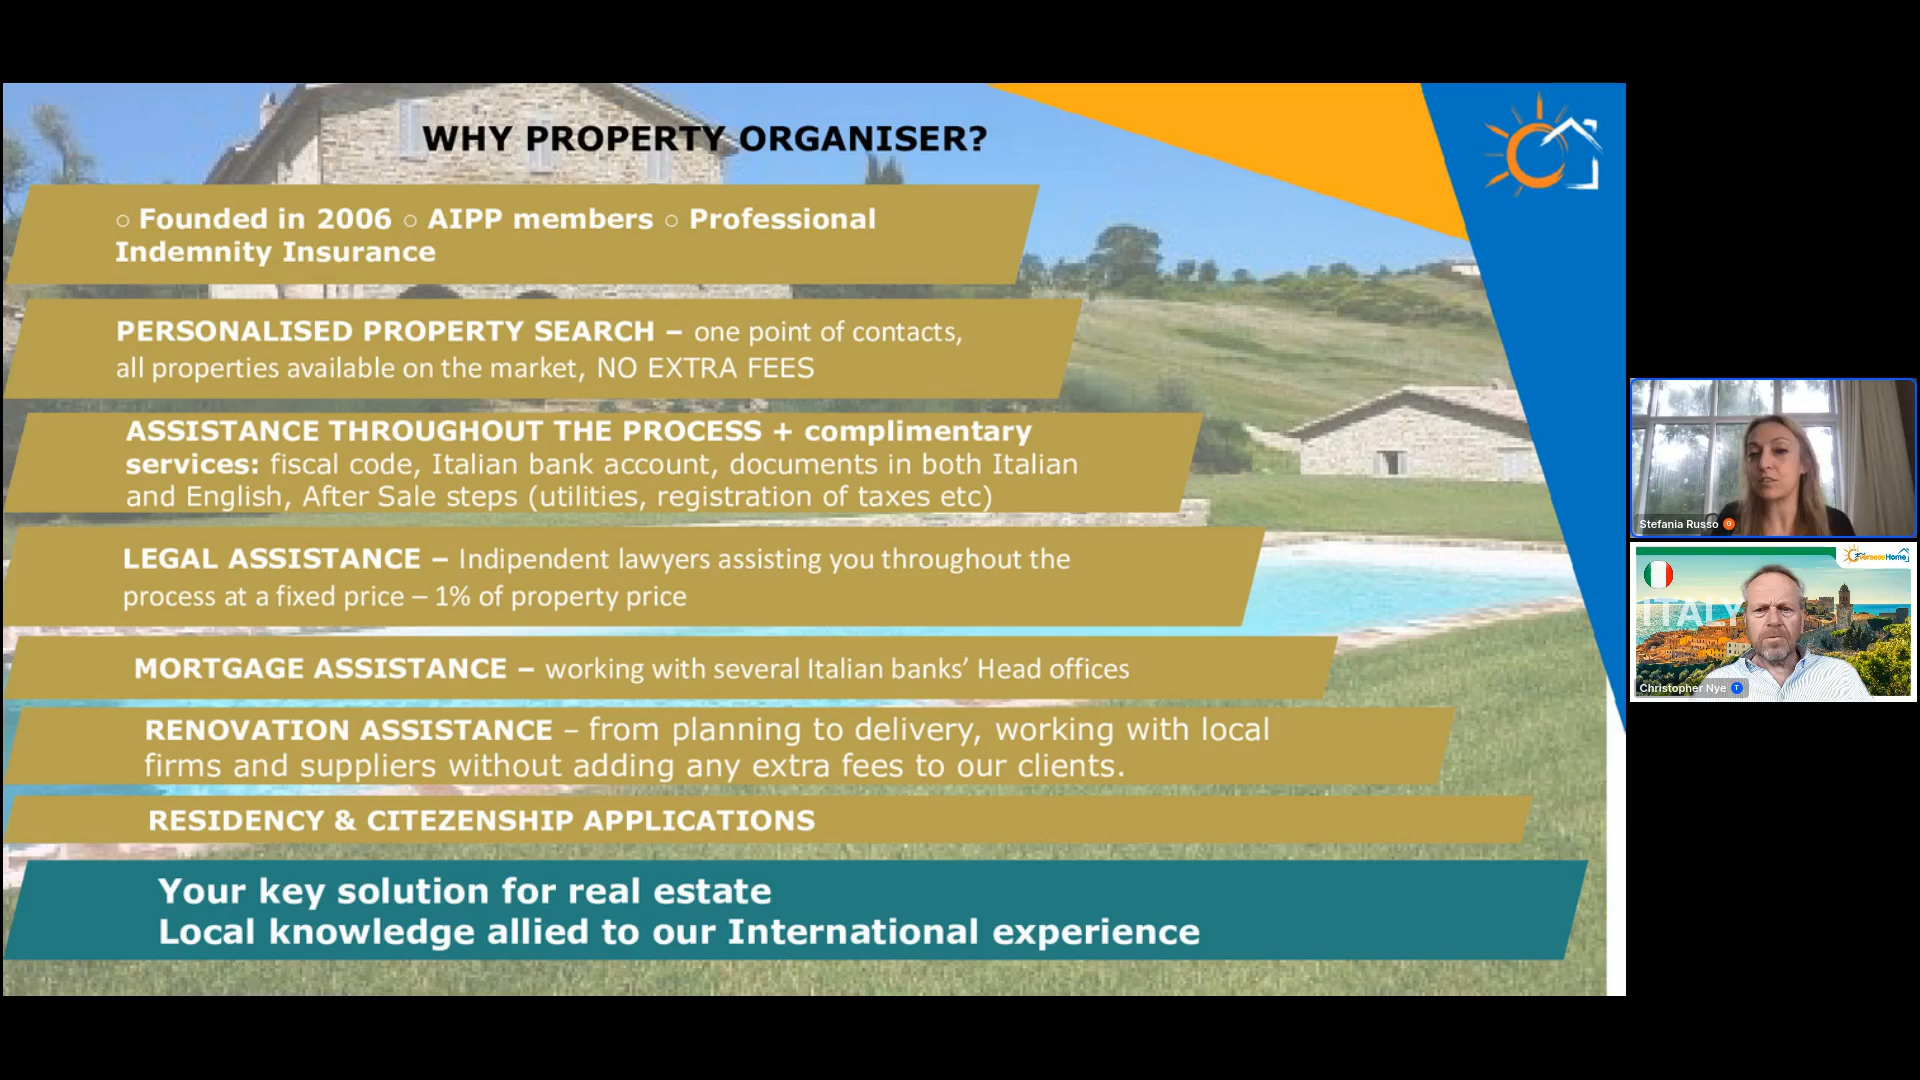 WHY PROPERTY ORGANISER?
○ Founded in 2006 ○ AIPP members ○ Professional
Indemnity Insurance
PERSONALISED PROPERTY SEARCH – one point of contacts,
all properties available on the market, NO EXTRA FEES
ASSISTANCE THROUGHOUT THE PROCESS + complimentary
services: fiscal code, Italian bank account, documents in both Italian
and English, After Sale steps (utilities, registration of taxes etc)
LEGAL ASSISTANCE – Indipendent lawyers assisting you throughout the
process at a fixed price – 1% of property price
MORTGAGE ASSISTANCE – working with several Italian banks’ Head offices
RENOVATION ASSISTANCE – from planning to delivery, working with local
firms and suppliers without adding any extra fees to our clients.
RESIDENCY & CITEZENSHIP APPLICATIONS
Your key solution for real estate
Local knowledge allied to our International experience
Stefania Russo
ITALY
Christopher Nye